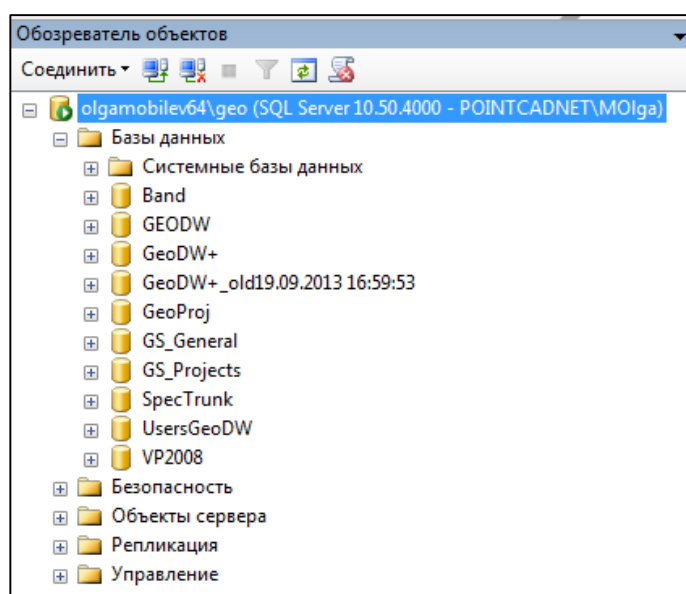 Обозреватель объектов
Соединить
olgamobilev64\geo (SQL Server 10.50.4000 - POINTCADNET\MOlga)
Базы данных
Системные базы данных
Band
GEODW
GeoDW+
GeoDW+_old19.09.2013 16:59:53
GeoProj
GS_General
GS_Projects
SpecTrunk
UsersGeoDW
VP2008
Безопасность
Объекты сервера
Репликация
Управление